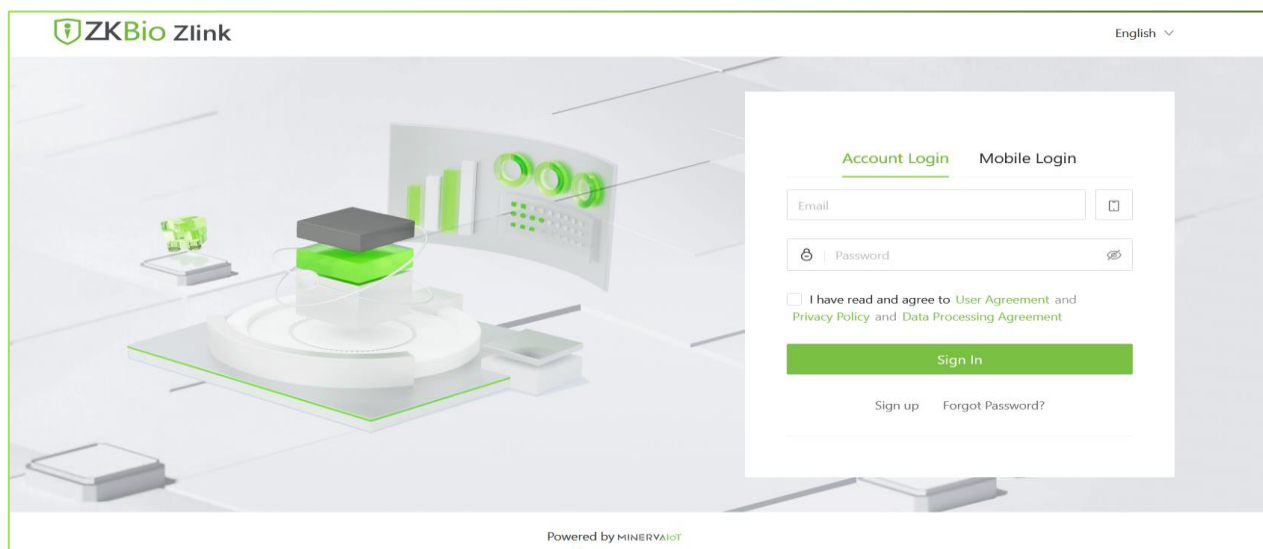 ZKBio Zlink
English
Account Login Mobile Login
Email
Password
I have read and agree to User Agreement and
Privacy Policy and Data Processing Agreement
Sign In
Sign up Forgot Password?
Powered by MINERVAIOT